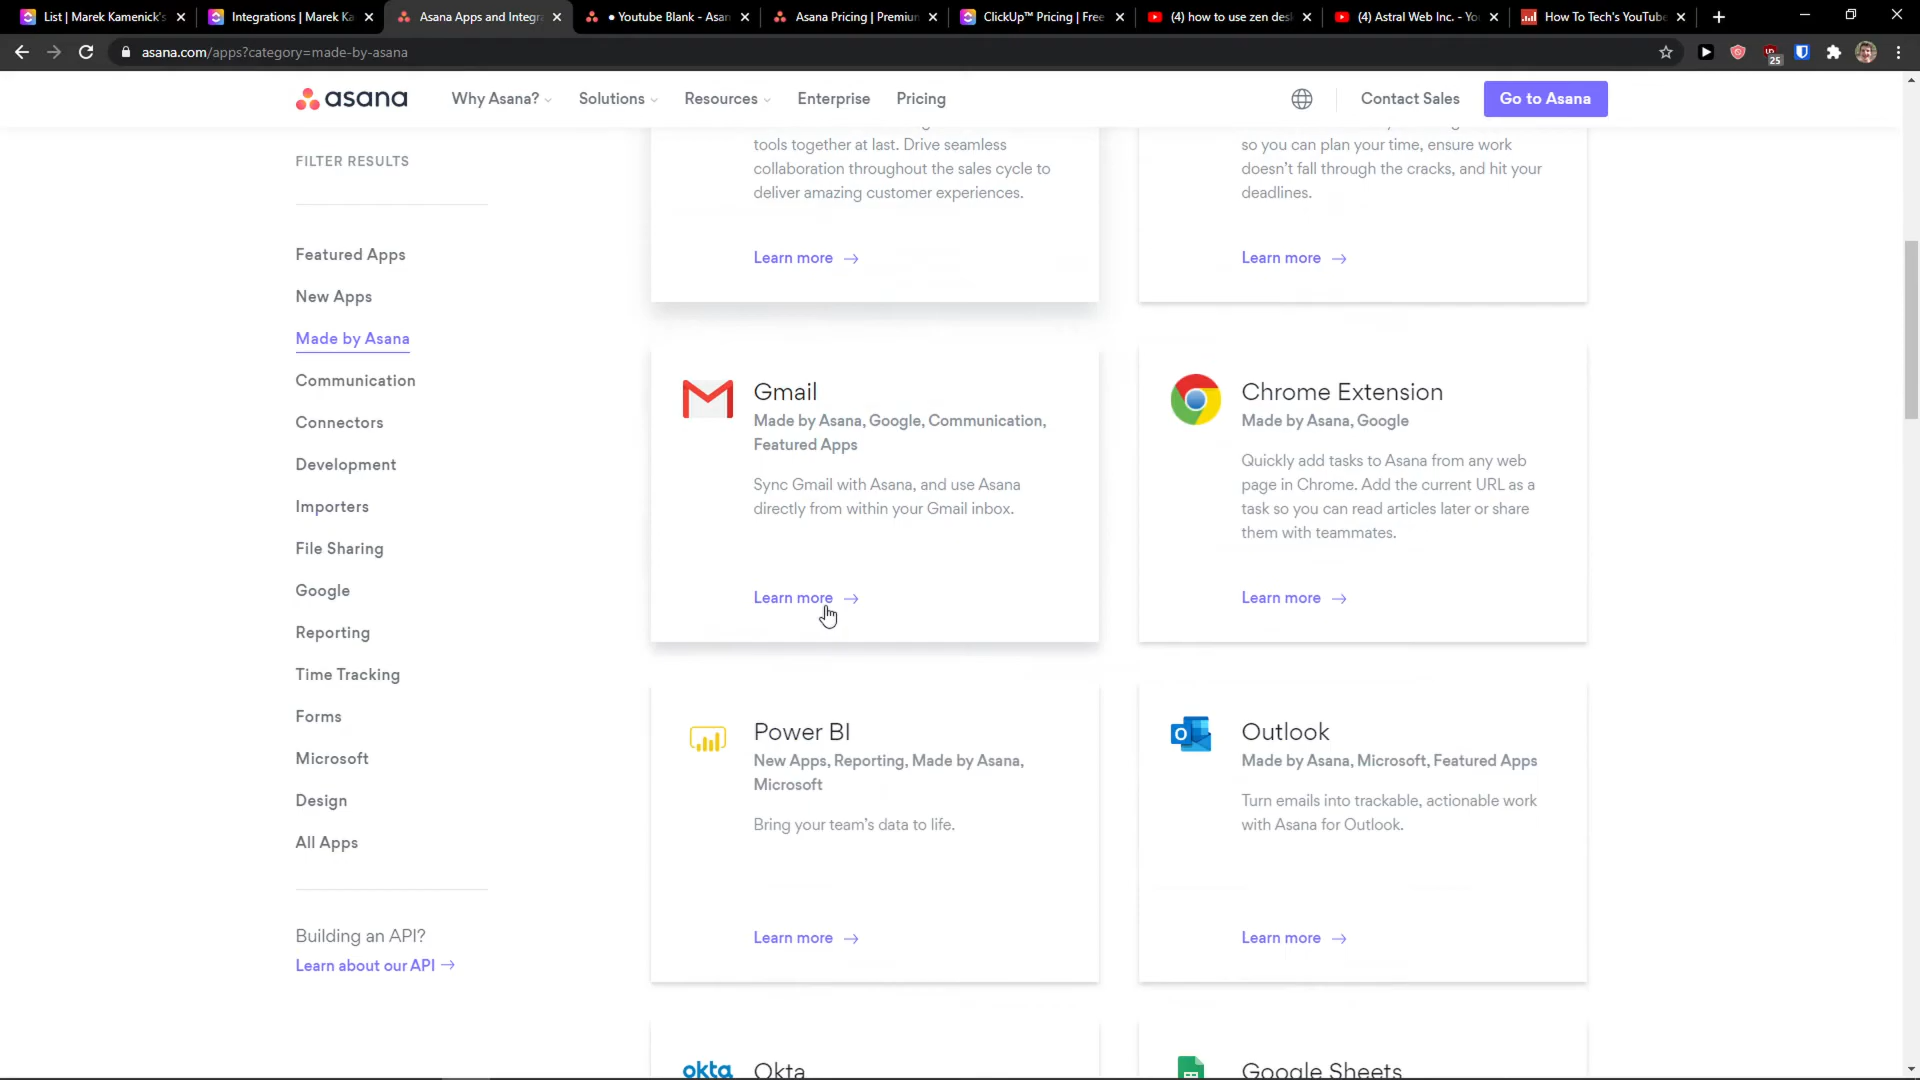 List | Marek Kamenick's
Integrations | Marek Ka
Asana Apps and Integra
● Youtube Blank - Asan
Asana Pricing | Premiun
ClickUp™ Pricing | Free
(4) how to use zen desk
(4) Astral Web Inc. - Yo
How To Tech's YouTube
asana.com/apps?category=made-by-asana
25
asana
Why Asana?
Solutions
Resources
Enterprise
Pricing
Contact Sales
Go to Asana
FILTER RESULTS
Featured Apps
New Apps
Made by Asana
Communication
Connectors
Development
Importers
File Sharing
Google
Reporting
Time Tracking
Forms
Microsoft
Design
All Apps
Building an API?
Learn about our API →
tools together at last. Drive seamless
collaboration throughout the sales cycle to
deliver amazing customer experiences.
Learn more →
so you can plan your time, ensure work
doesn't fall through the cracks, and hit your
deadlines.
Learn more →
Gmail
Made by Asana, Google, Communication,
Featured Apps
Sync Gmail with Asana, and use Asana
directly from within your Gmail inbox.
Learn more →
Chrome Extension
Made by Asana, Google
Quickly add tasks to Asana from any web
page in Chrome. Add the current URL as a
task so you can read articles later or share
them with teammates.
Learn more →
Power BI
New Apps, Reporting, Made by Asana,
Microsoft
Bring your team's data to life.
Learn more →
Outlook
Made by Asana, Microsoft, Featured Apps
Turn emails into trackable, actionable work
with Asana for Outlook.
Learn more →
okta
Okta
Google Sheets